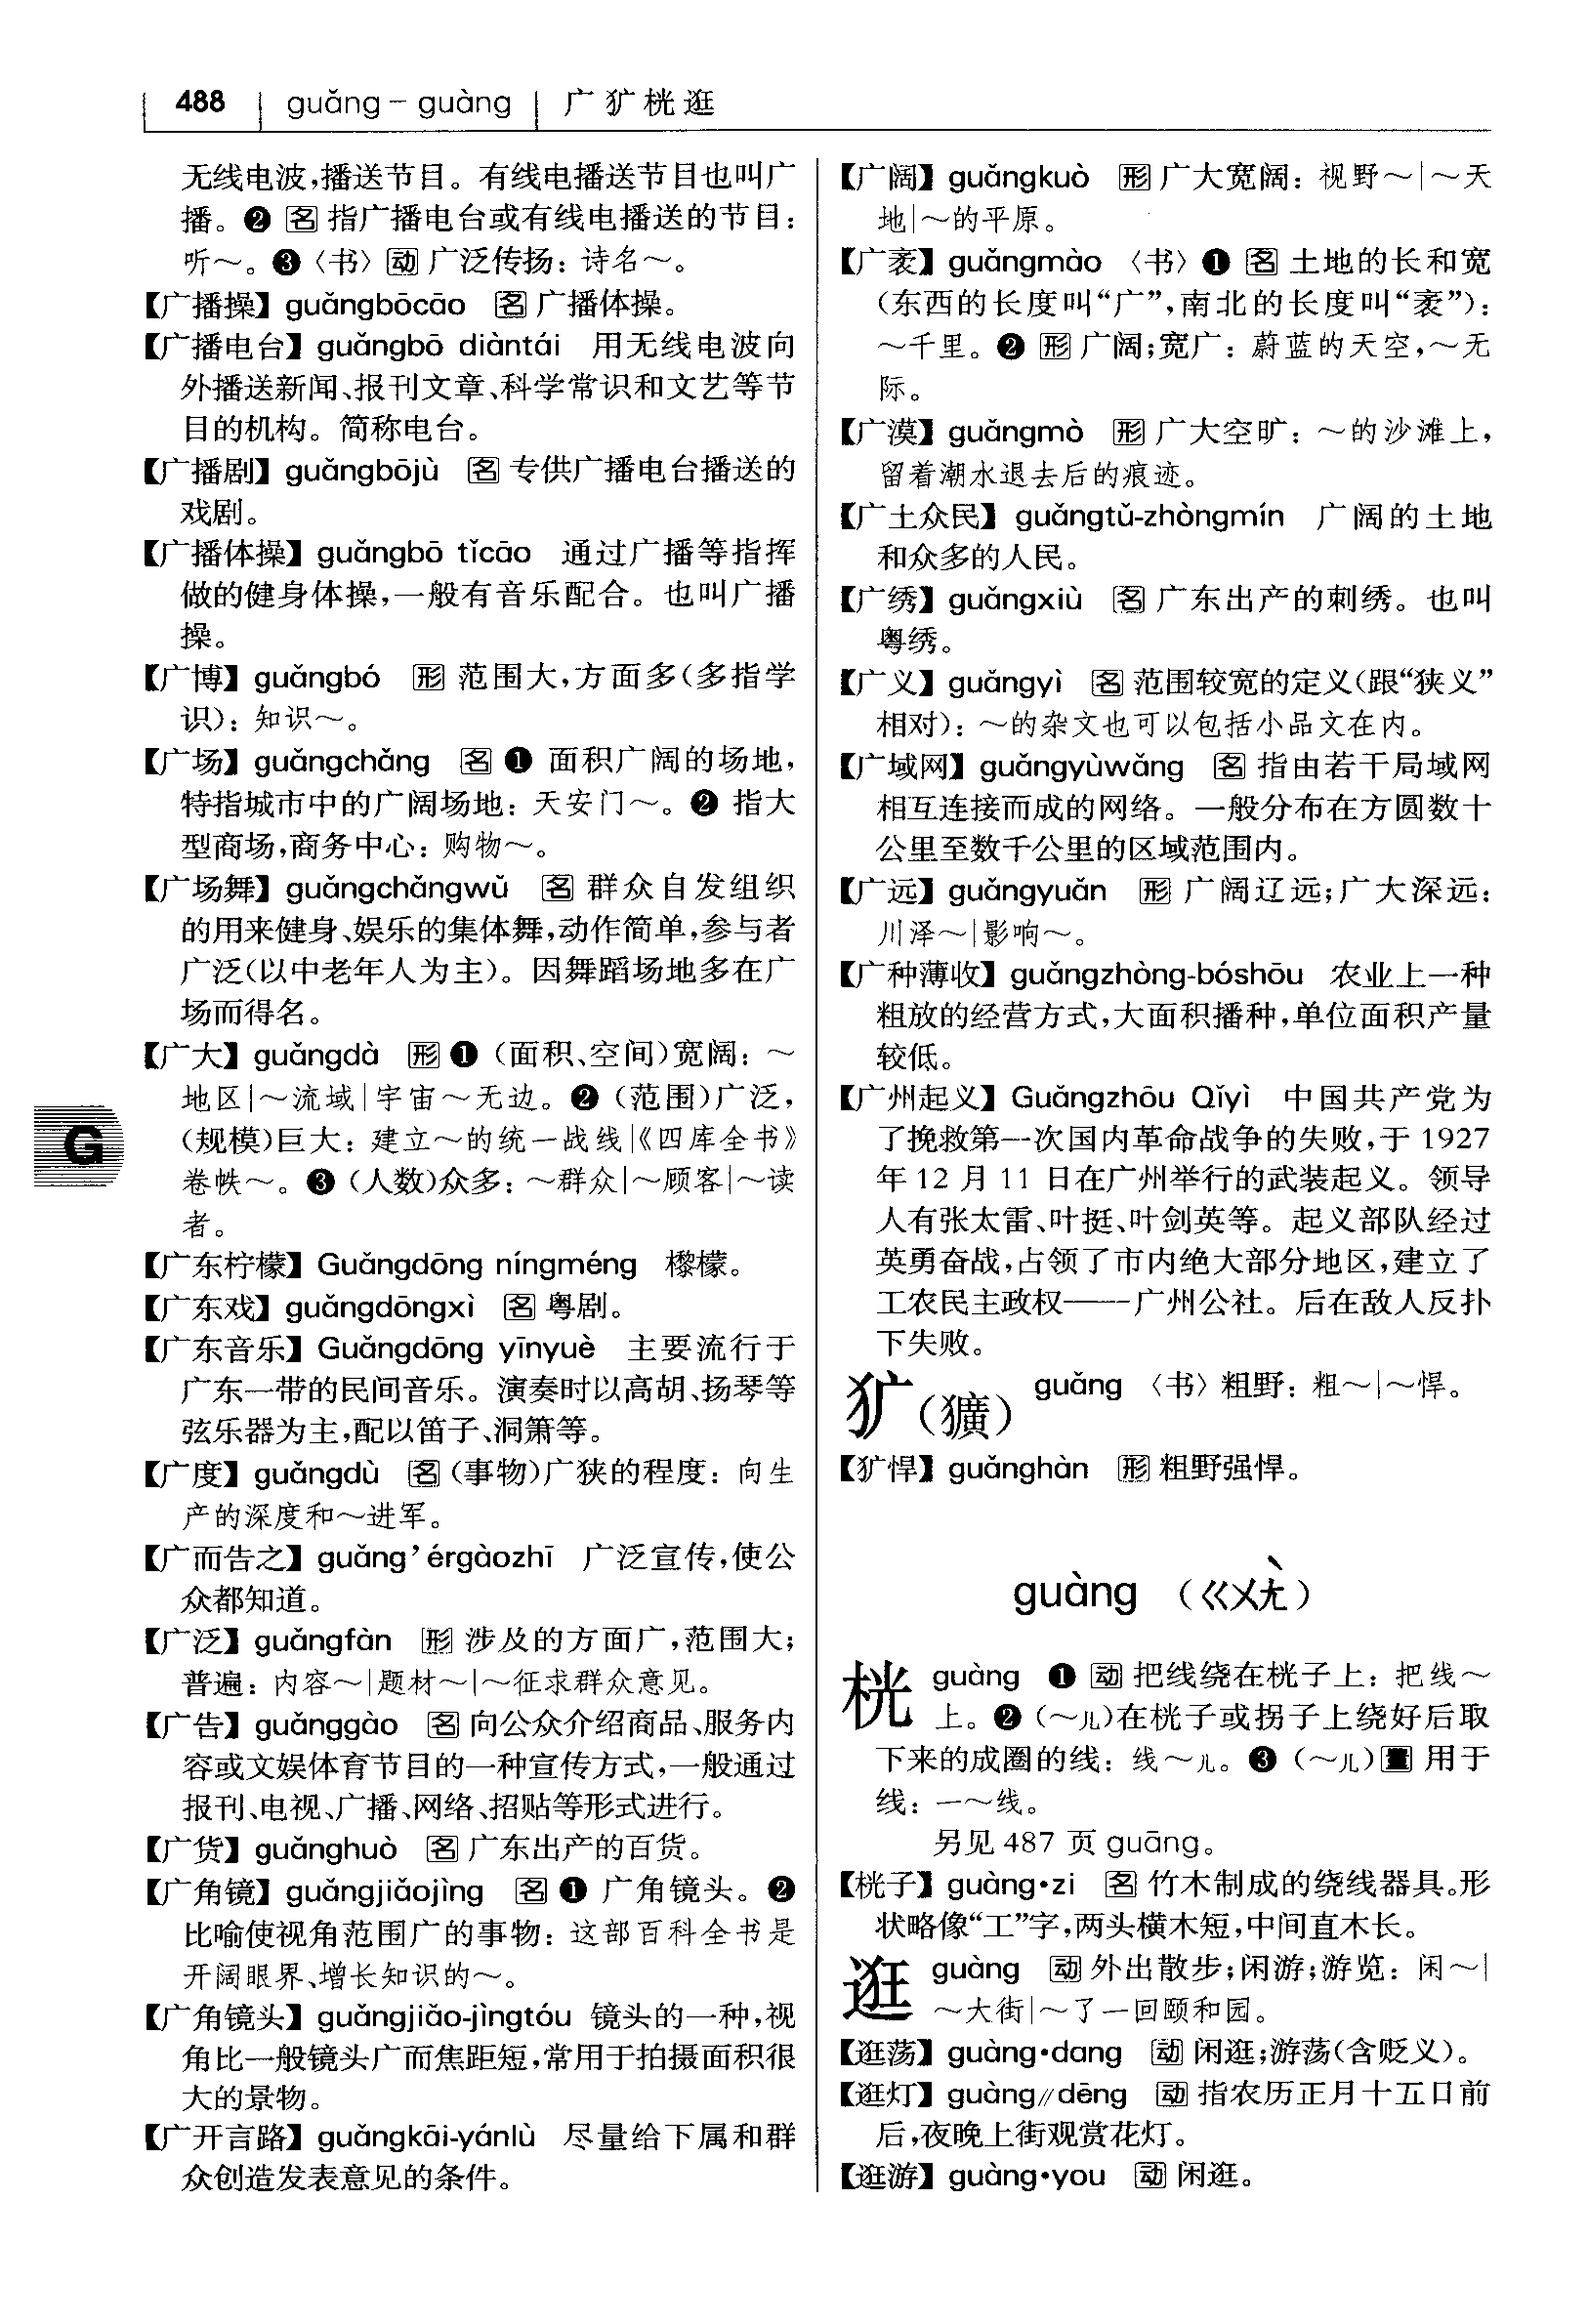 488 guǎng－guàng 广犷桄逛
无线电波,播送节目。有线电播送节目也叫广
播。❷ 名 指广播电台或有线电播送的节目：
听～。❸〈书〉动 广泛传扬：诗名～。
【广播操】guǎngbōcāo 名 广播体操。
【广播电台】guǎngbō diàntái 用无线电波向
外播送新闻、报刊文章、科学常识和文艺等节
目的机构。简称电台。
【广播剧】guǎngbōjù 名 专供广播电台播送的
戏剧。
【广播体操】guǎngbō tǐcāo 通过广播等指挥
做的健身体操,一般有音乐配合。也叫广播
操。
【广博】guǎngbó 形 范围大,方面多(多指学
识)：知识～。
【广场】guǎngchǎng 名 ❶ 面积广阔的场地,
特指城市中的广阔场地：天安门～。❷ 指大
型商场,商务中心：购物～。
【广场舞】guǎngchǎngwǔ 名 群众自发组织
的用来健身、娱乐的集体舞,动作简单,参与者
广泛(以中老年人为主)。因舞蹈场地多在广
场而得名。
【广大】guǎngdà 形 ❶ (面积、空间)宽阔：～
地区|～流域|宇宙～无边。❷ (范围)广泛,
(规模)巨大：建立～的统一战线|《四库全书》
卷帙～。❸ (人数)众多：～群众|～顾客|～读
者。
【广东柠檬】Guǎngdōng níngméng 檬檬。
【广东戏】guǎngdōngxì 名 粤剧。
【广东音乐】Guǎngdōng yīnyuè 主要流行于
广东一带的民间音乐。演奏时以高胡、扬琴等
弦乐器为主,配以笛子、洞箫等。
【广度】guǎngdù 名 (事物)广狭的程度：向生
产的深度和～进军。
【广而告之】guǎng’érgàozhī 广泛宣传,使公
众都知道。
【广泛】guǎngfàn 形 涉及的方面广,范围大;
普遍：内容～|题材～|～征求群众意见。
【广告】guǎnggào 名 向公众介绍商品、服务内
容或文娱体育节目的一种宣传方式,一般通过
报刊、电视、广播、网络、招贴等形式进行。
【广货】guǎnghuò 名 广东出产的百货。
【广角镜】guǎngjiǎojìng 名 ❶ 广角镜头。❷
比喻使视角范围广的事物：这部百科全书是
开阔眼界、增长知识的～。
【广角镜头】guǎngjiǎo-jìngtóu 镜头的一种,视
角比一般镜头广而焦距短,常用于拍摄面积很
大的景物。
【广开言路】guǎngkāi-yánlù 尽量给下属和群
众创造发表意见的条件。
G
【广阔】guǎngkuò 形 广大宽阔：视野～|～天
地|～的平原。
【广袤】guǎngmào〈书〉❶ 名 土地的长和宽
(东西的长度叫“广”,南北的长度叫“袤”)：
～千里。❷ 形 广阔;宽广：蔚蓝的天空,～无
际。
【广漠】guǎngmò 形 广大空旷：～的沙滩上,
留着潮水退去后的痕迹。
【广土众民】guǎngtǔ-zhòngmín 广阔的土地
和众多的人民。
【广绣】guǎngxiù 名 广东出产的刺绣。也叫
粤绣。
【广义】guǎngyì 名 范围较宽的定义(跟“狭义”
相对)：～的杂文也可以包括小品文在内。
【广域网】guǎngyùwǎng 名 指由若干局域网
相互连接而成的网络。一般分布在方圆数十
公里至数千公里的区域范围内。
【广远】guǎngyuǎn 形 广阔辽远;广大深远：
川泽～|影响～。
【广种薄收】guǎngzhòng-bóshōu 农业上一种
粗放的经营方式,大面积播种,单位面积产量
较低。
【广州起义】Guǎngzhōu Qǐyì 中国共产党为
了挽救第一次国内革命战争的失败,于 1927
年 12 月 11 日在广州举行的武装起义。领导
人有张太雷、叶挺、叶剑英等。起义部队经过
英勇奋战,占领了市内绝大部分地区,建立了
工农民主政权——广州公社。后在敌人反扑
下失败。
犷(獷) guǎng〈书〉粗野：粗～|～悍。
【犷悍】guǎnghàn 形 粗野强悍。
guàng （ㄍㄨㄤˋ）
桄 guàng ❶ 动 把线绕在桄子上：把线～
上。❷ (～儿)在桄子或拐子上绕好后取
下来的成圈的线：线～儿。❸ (～儿)量 用于
线：一～线。
另见 487 页 guāng。
【桄子】guàng•zi 名 竹木制成的绕线器具。形
状略像“工”字,两头横木短,中间直木长。
逛 guàng 动 外出散步;闲游;游览：闲～|
～大街|～了一回颐和园。
【逛荡】guàng•dang 动 闲逛;游荡(含贬义)。
【逛灯】guàng∥dēng 动 指农历正月十五日前
后,夜晚上街观赏花灯。
【逛游】guàng•you 动 闲逛。